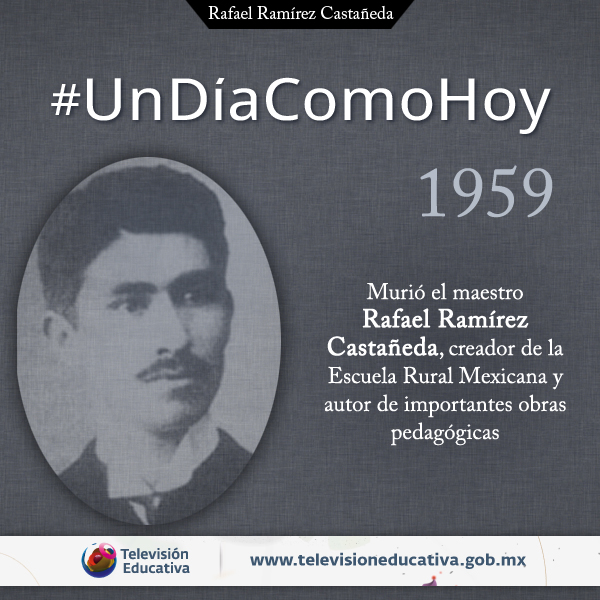 Rafael Ramírez Castañeda
#UnDíaComoHoy
1959
Murió el maestro
Rafael Ramírez
Castañeda, creador de la
Escuela Rural Mexicana y
autor de importantes obras
pedagógicas
Televisión
Educativa
www.televisioneducativa.gob.mx